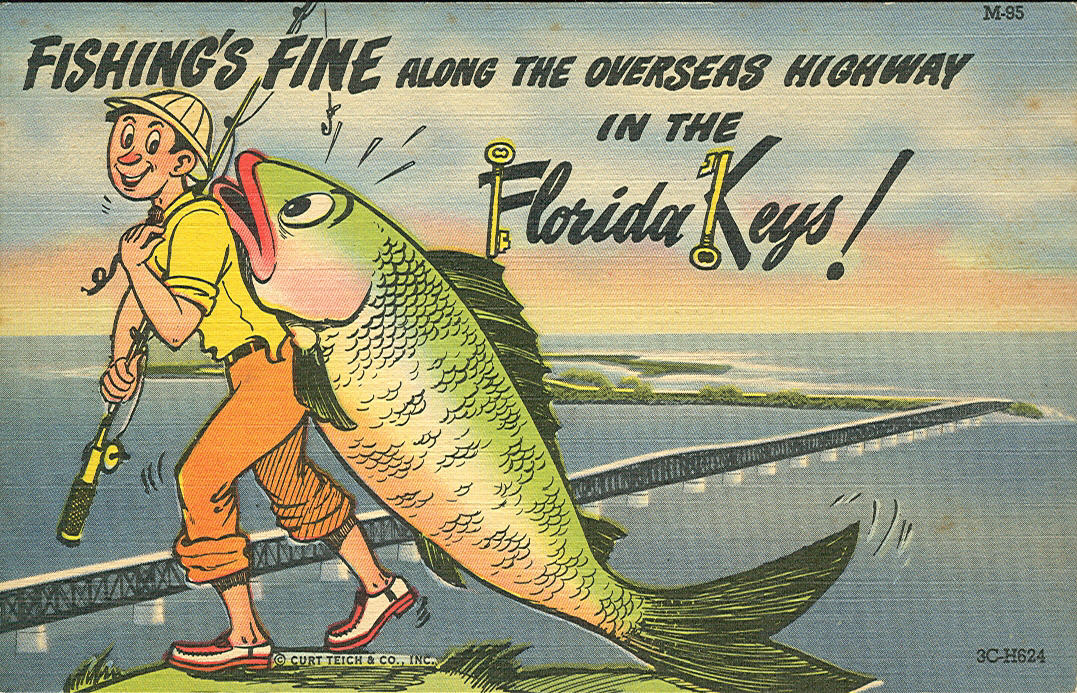 M-95
FISHING'S FINE ALONG THE OVERSEAS HIGHWAY
IN THE
Florida Keys!
© CURT TEICH & CO., INC.
3C-H624